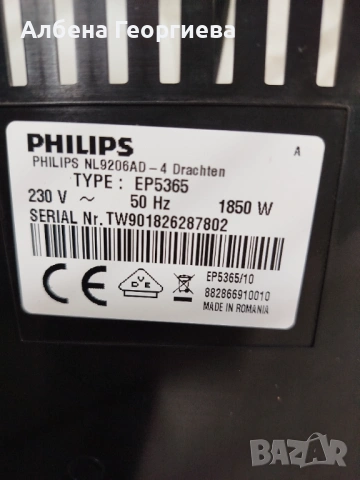 Албена Георгиева
PHILIPS
A
PHILIPS NL9206AD-4 Drachten
TYPE : EP5365
230 V ~ 50 Hz 1850 W
SERIAL Nr. TW901826287802
CE
VDE
EP5365/10
882866910010
MADE IN ROMANIA
BAZAR